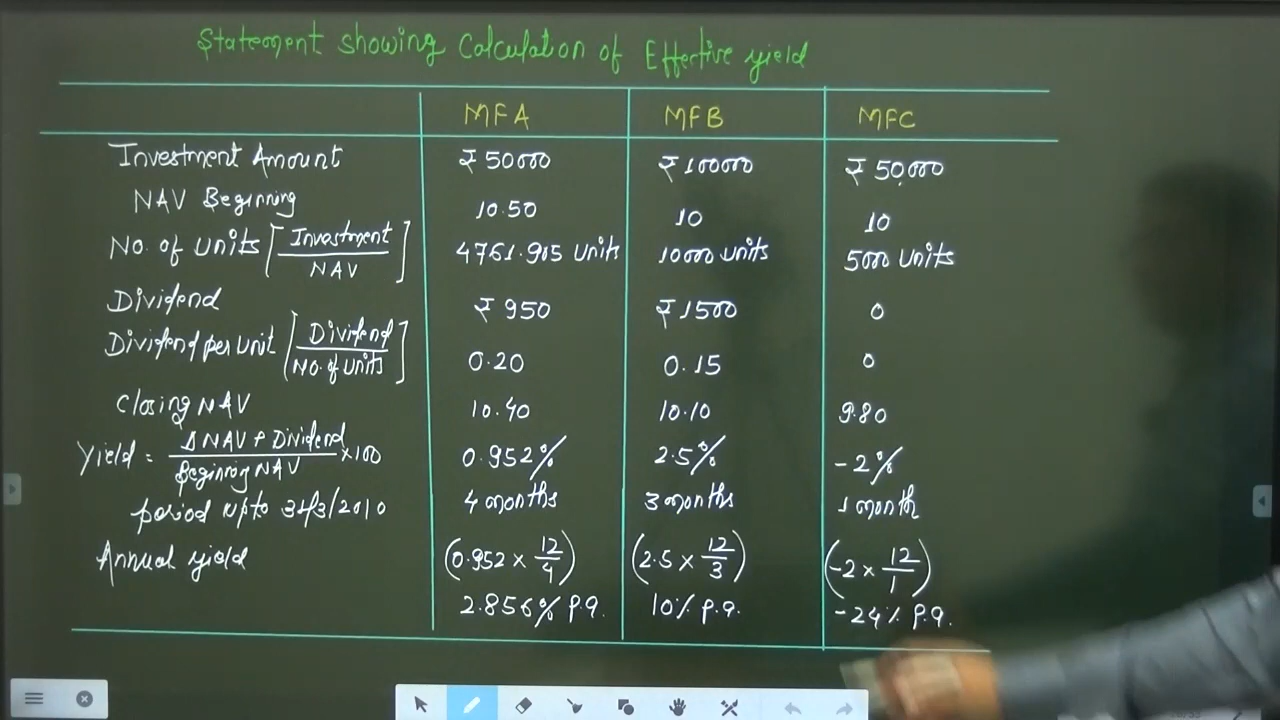 Statement showing Calculation of Effective yield
MFA MFB MFC
Investment Amount ₹ 50000 ₹ 100000 ₹ 50,000
NAV Beginning 10.50 10 10
No. of units [Investment/NAV] 4761.905 units 10000 units 5000 units
Dividend ₹ 950 ₹ 1500 0
Dividend per unit [Dividend/No. of units] 0.20 0.15 0
Closing NAV 10.40 10.10 9.80
Yield = Δ NAV + Dividend / Beginning NAV × 100 0.952% 2.5% -2%
period upto 31/3/2010 4 months 3 months 1 month
Annual yield (0.952 × 12/4) (2.5 × 12/3) (-2 × 12/1)
2.856% p.a. 10% p.a. -24% p.a.